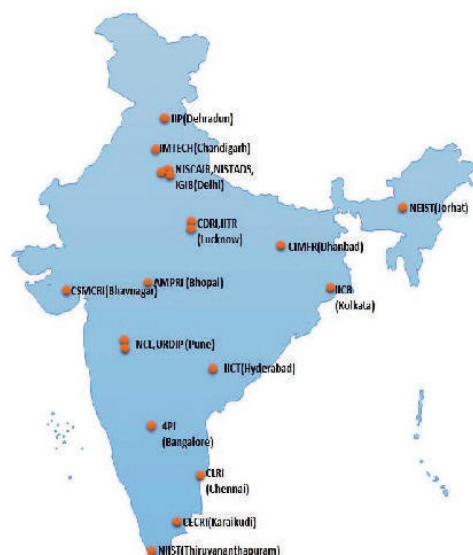 IIP(Dehradun)
IMTECH(Chandigarh)
NISCAIR,NISTADS,
IGIB(Delhi)
NEIST(Jorhat)
CDRI,IITR
(Lucknow)
CIMFR(Dhanbad)
AMPRI (Bhopal)
CSMCRI(Bhavnagar)
IICB
(Kolkata)
NCL,URDIP(Pune)
IICT(Hyderabad)
4PI
(Bangalore)
CLRI
(Chennai)
CECRI(Karaikudi)
NIIST(Thiruvananthapuram)